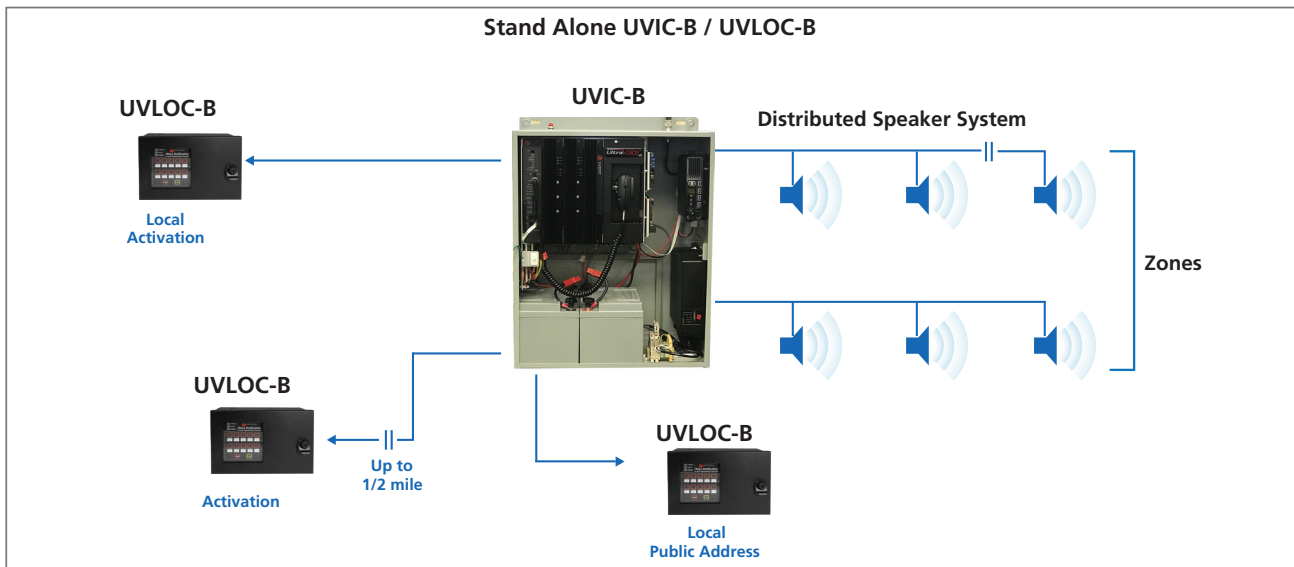 Stand Alone UVIC-B / UVLOC-B
UVLOC-B
Local
Activation
UVIC-B
Distributed Speaker System
Zones
UVLOC-B
Activation
Up to
1/2 mile
UVLOC-B
Local
Public Address